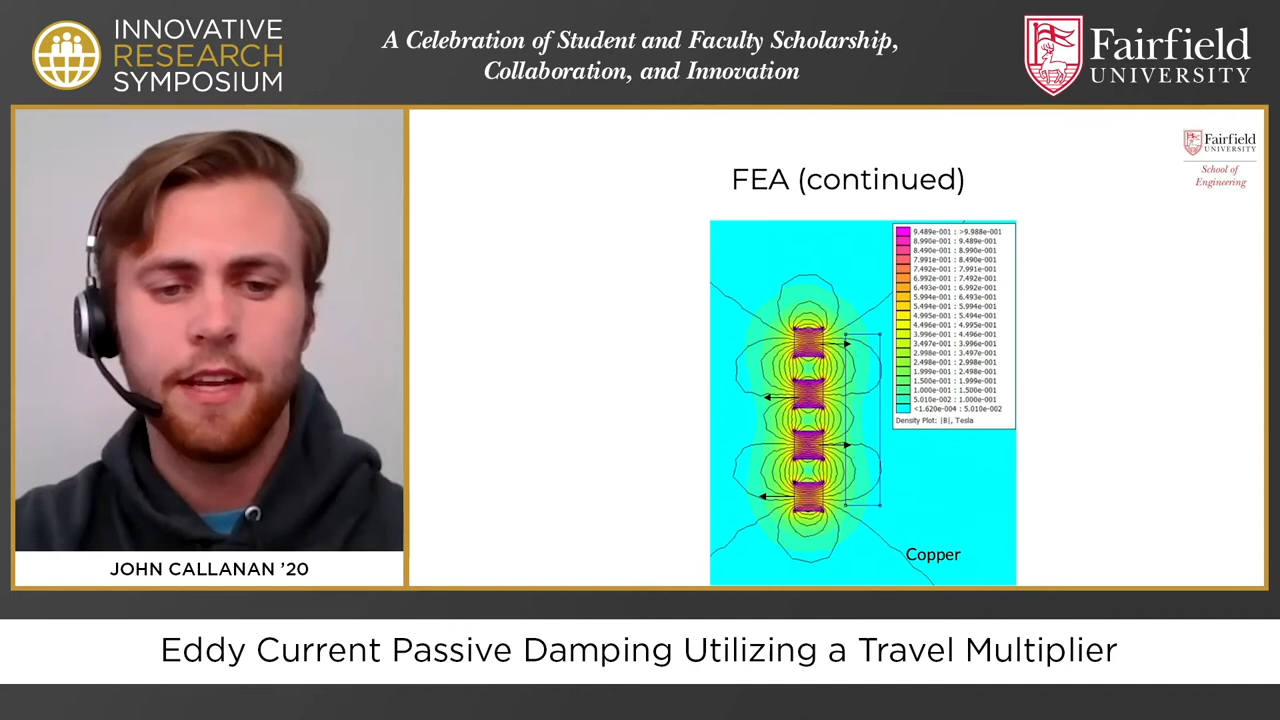 INNOVATIVE
RESEARCH
SYMPOSIUM
A Celebration of Student and Faculty Scholarship,
Collaboration, and Innovation
Fairfield
UNIVERSITY
Fairfield
UNIVERSITY
School of
Engineering
FEA (continued)
9.489e-001 : >9.988e-001
8.990e-001 : 9.489e-001
8.490e-001 : 8.990e-001
7.991e-001 : 8.490e-001
7.492e-001 : 7.991e-001
6.992e-001 : 7.492e-001
6.493e-001 : 6.992e-001
5.994e-001 : 6.493e-001
5.494e-001 : 5.994e-001
4.995e-001 : 5.494e-001
4.496e-001 : 4.995e-001
3.996e-001 : 4.496e-001
3.497e-001 : 3.996e-001
2.998e-001 : 3.497e-001
2.498e-001 : 2.998e-001
1.999e-001 : 2.498e-001
1.500e-001 : 1.999e-001
1.000e-001 : 1.500e-001
5.010e-002 : 1.000e-001
<1.620e-004 : 5.010e-002
Density Plot: |B|, Tesla
Copper
JOHN CALLANAN ’20
Eddy Current Passive Damping Utilizing a Travel Multiplier